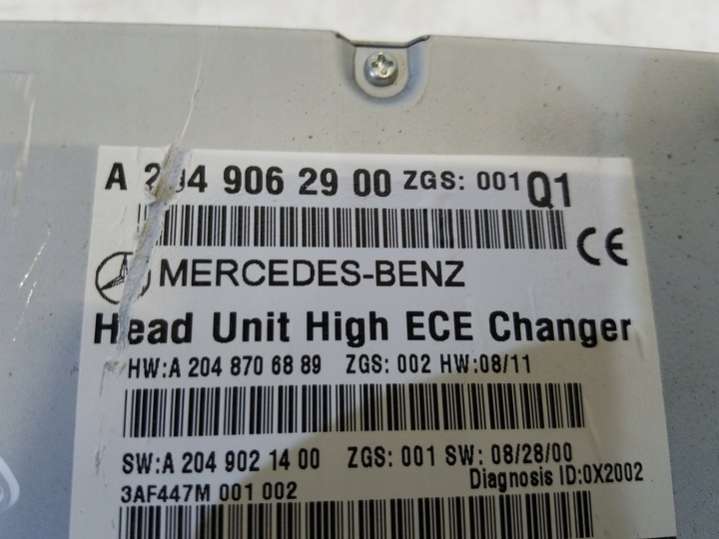 A 204 906 29 00 ZGS: 001 Q1
CE
MERCEDES-BENZ
Head Unit High ECE Changer
HW:A 204 870 68 89 ZGS: 002 HW:08/11
SW:A 204 902 14 00 ZGS: 001 SW: 08/28/00
3AF447M 001 002 Diagnosis ID:0X2002